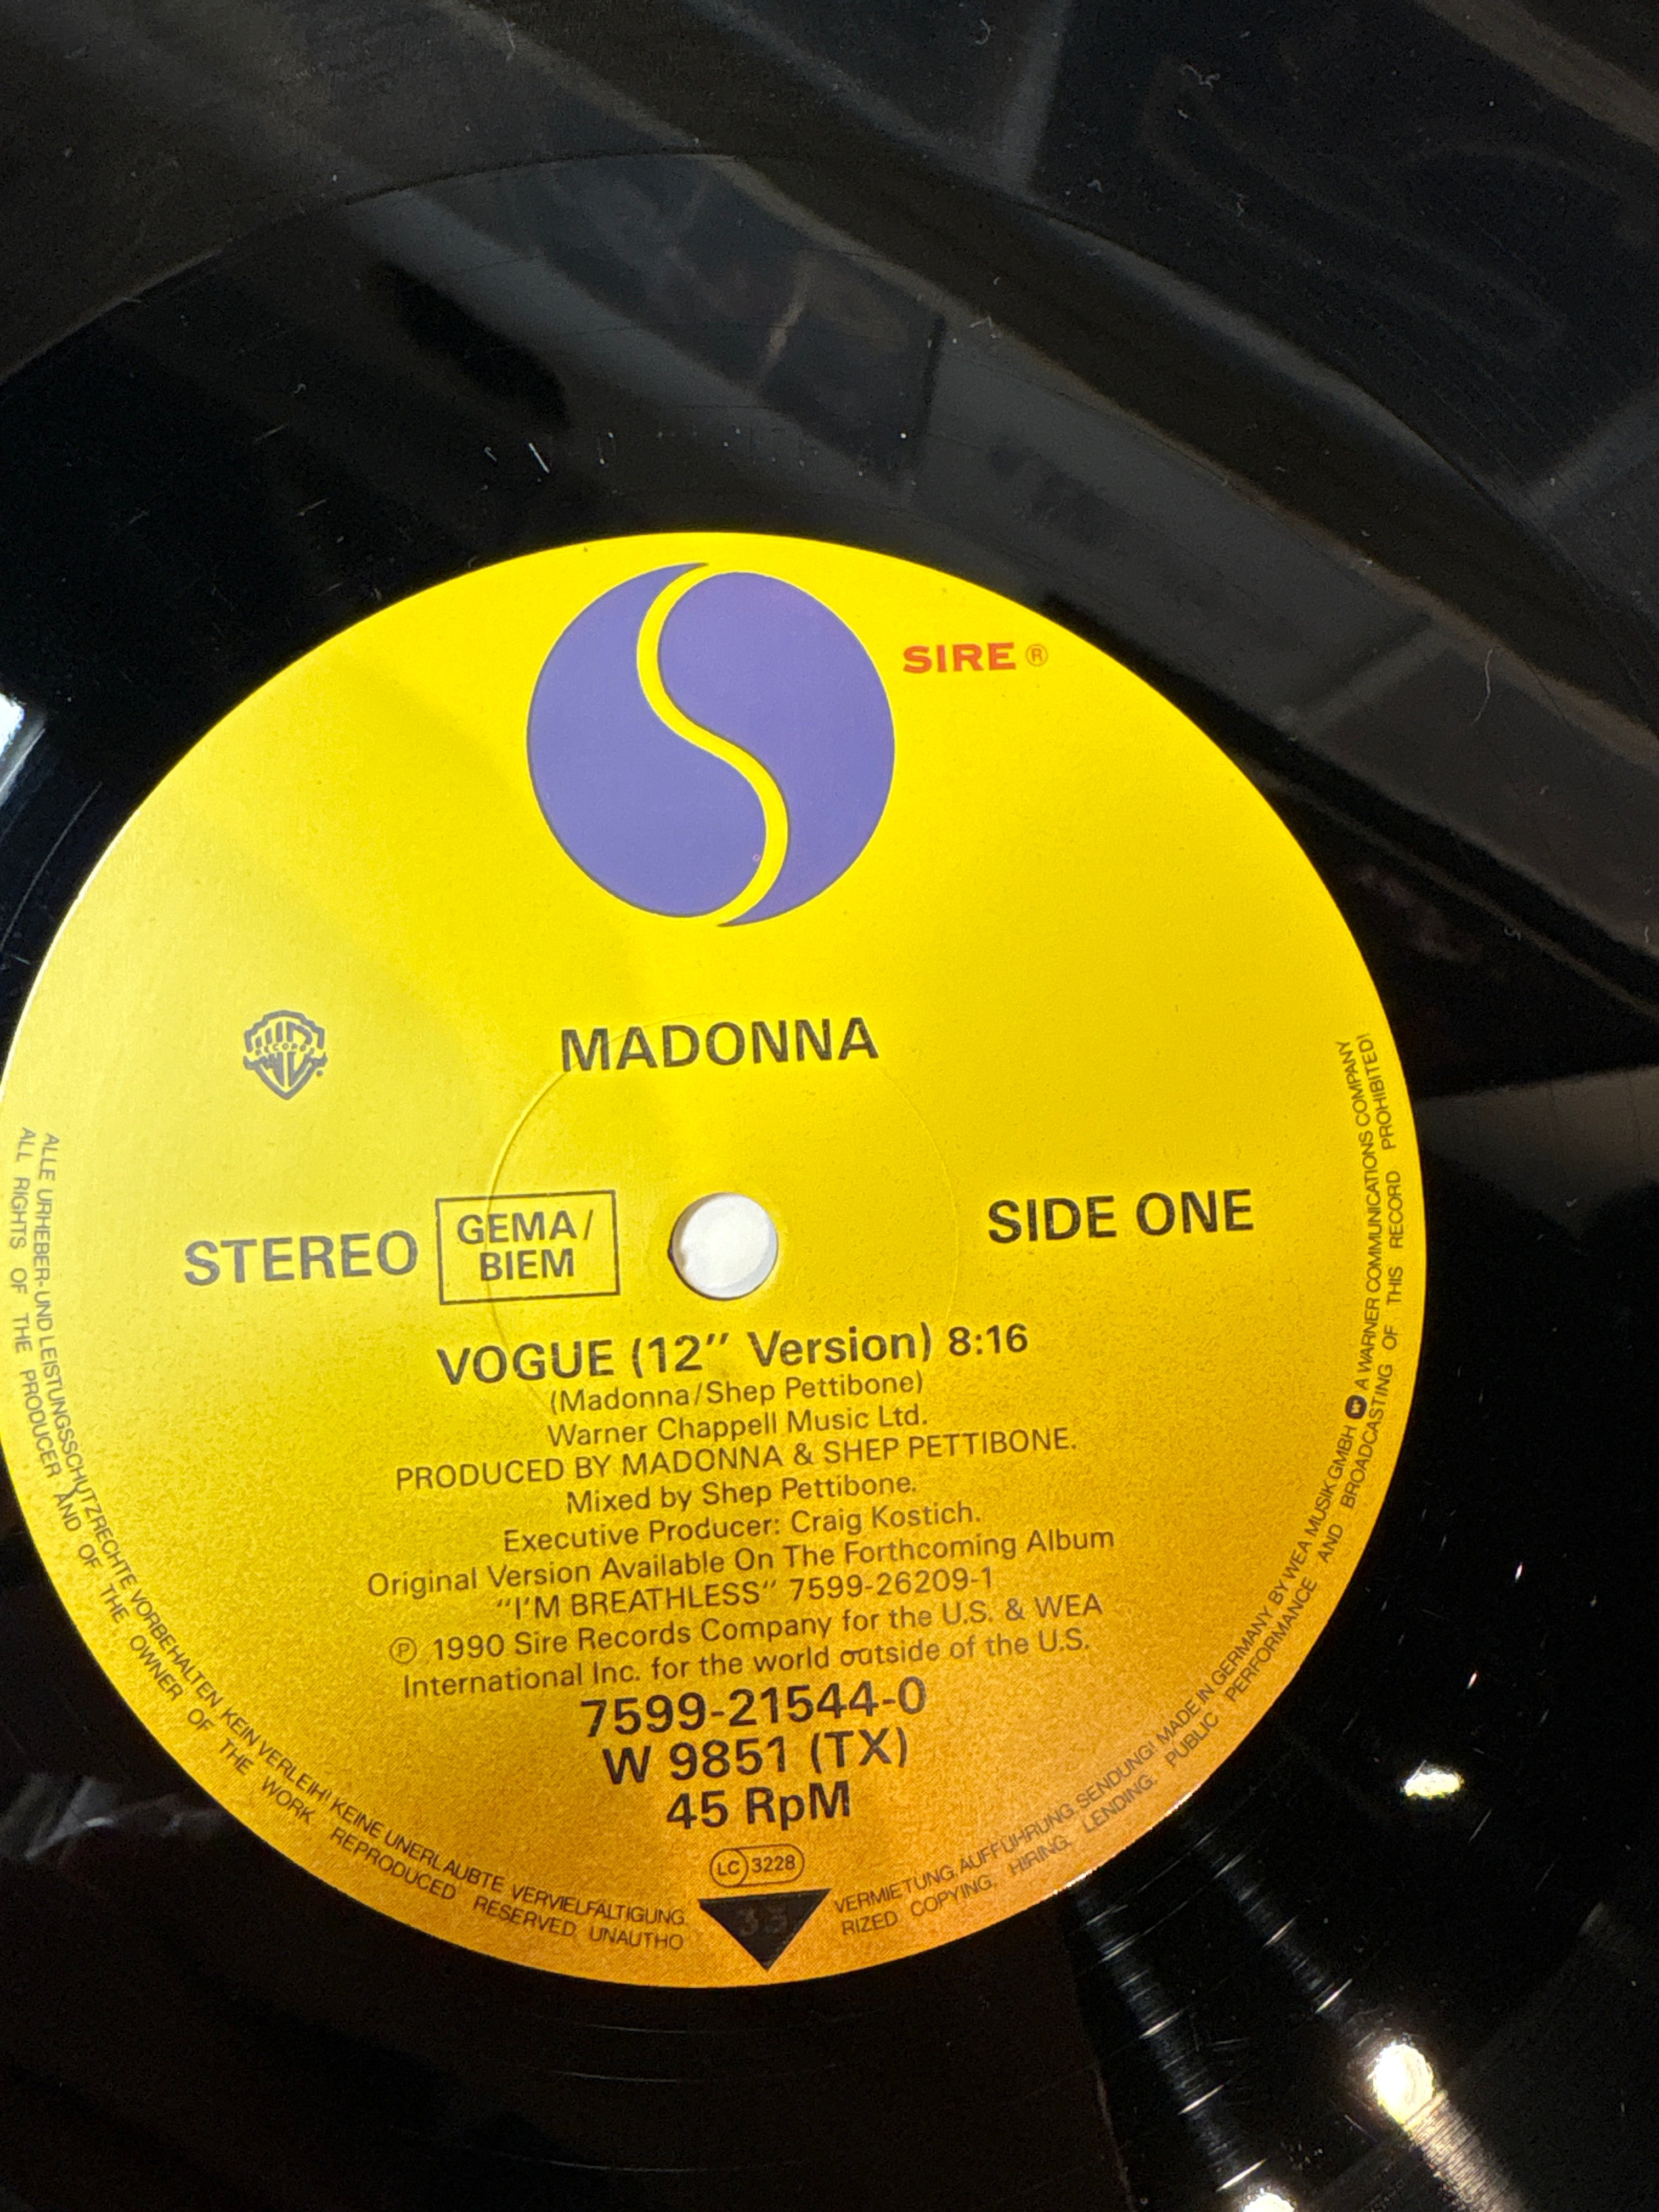 SIRE ®
RECORDS
MADONNA
STEREO
GEMA/
BIEM
SIDE ONE
VOGUE (12" Version) 8:16
(Madonna/Shep Pettibone)
Warner Chappell Music Ltd.
PRODUCED BY MADONNA & SHEP PETTIBONE.
Mixed by Shep Pettibone.
Executive Producer: Craig Kostich.
Original Version Available On The Forthcoming Album
"I'M BREATHLESS" 7599-26209-1
Ⓟ 1990 Sire Records Company for the U.S. & WEA
International Inc. for the world outside of the U.S.
7599-21544-0
W 9851 (TX)
45 RpM
LC 3228
33
ALLE URHEBER- UND LEISTUNGSSCHUTZRECHTE VORBEHALTEN KEIN VERLEIH! KEINE UNERLAUBTE VERVIELFÄLTIGUNG, VERMIETUNG, AUFFÜHRUNG, SENDUNG! MADE IN GERMANY BY WEA MUSIK GMBH A WARNER COMMUNICATIONS COMPANY
ALL RIGHTS OF THE PRODUCER AND OF THE OWNER OF THE WORK REPRODUCED RESERVED. UNAUTHORIZED COPYING, HIRING, LENDING, PUBLIC PERFORMANCE AND BROADCASTING OF THIS RECORD PROHIBITED!